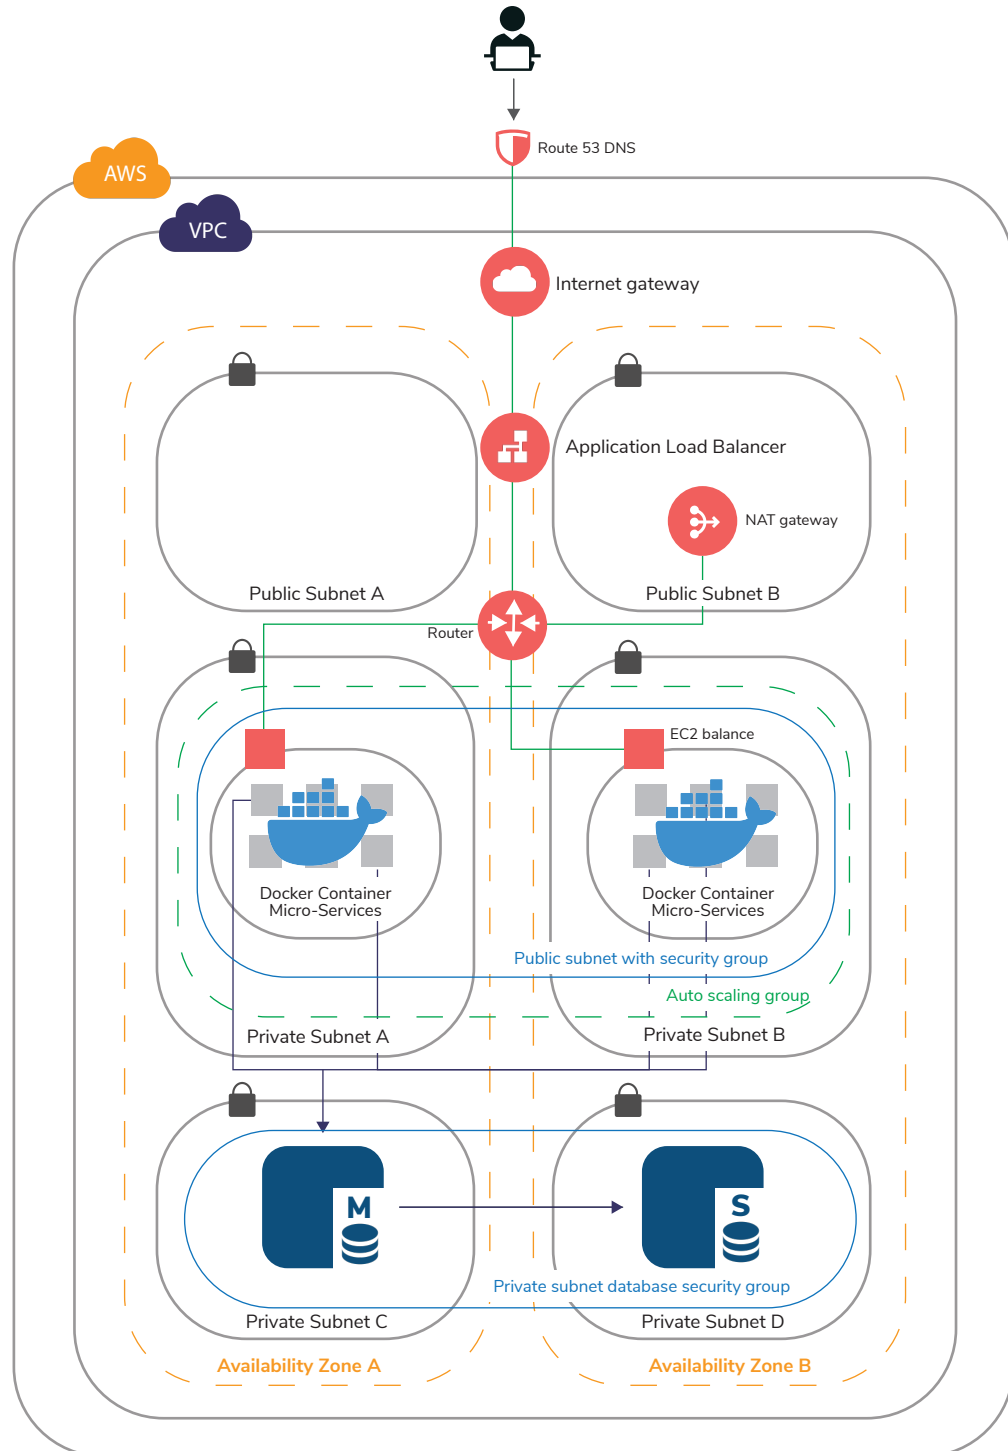 Route 53 DNS
AWS
VPC
Internet gateway
Application Load Balancer
NAT gateway
Public Subnet A
Public Subnet B
Router
EC2 balance
Docker Container
Micro-Services
Docker Container
Micro-Services
Public subnet with security group
Auto scaling group
Private Subnet A
Private Subnet B
M
S
Private subnet database security group
Private Subnet C
Private Subnet D
Availability Zone A
Availability Zone B